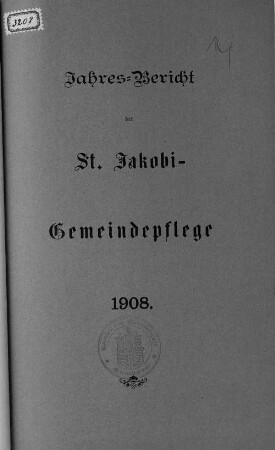 3208
Jahres-Bericht
der
St. Jakobi-
Gemeindepflege
1908.